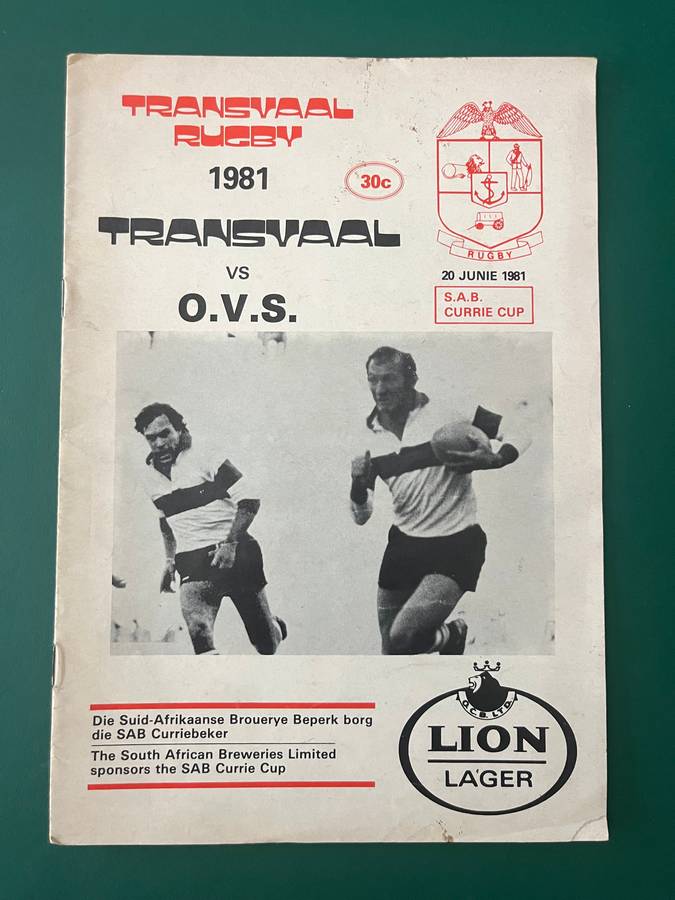 TRANSVAAL
RUGBY
1981
30c
TRANSVAAL
VS
O.V.S.
RUGBY
20 JUNIE 1981
S.A.B.
CURRIE CUP
Die Suid-Afrikaanse Brouerye Beperk borg
die SAB Curriebeker
The South African Breweries Limited
sponsors the SAB Currie Cup
O.C.B. LTD.
LION
LAGER